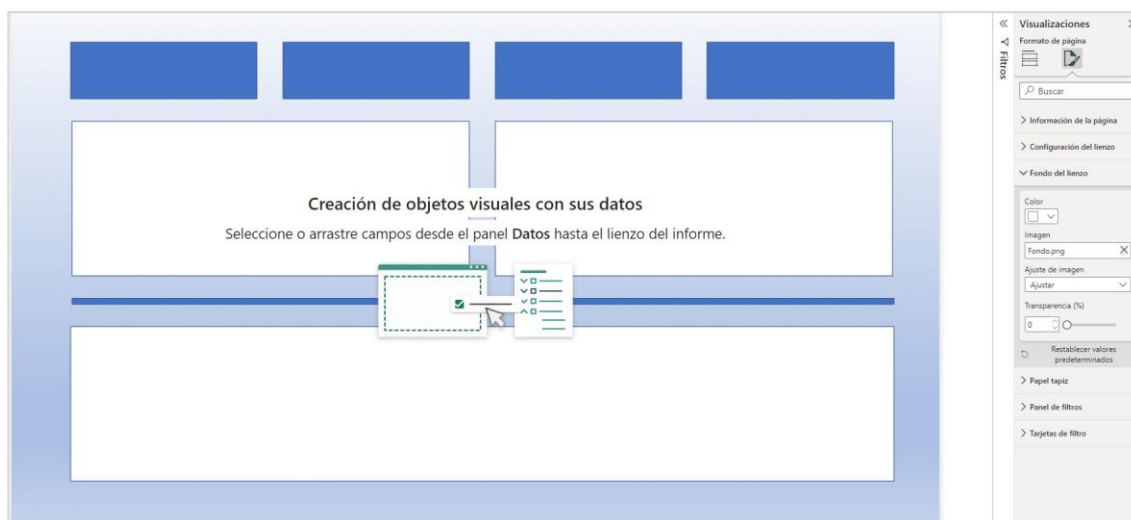 Creación de objetos visuales con sus datos
Seleccione o arrastre campos desde el panel Datos hasta el lienzo del informe.
Filtros
Visualizaciones
Formato de página
Buscar
Información de la página
Configuración del lienzo
Fondo del lienzo
Color
Imagen
Fondo.png
Ajuste de imagen
Ajustar
Transparencia (%)
0
Restablecer valores
predeterminados
Papel tapiz
Panel de filtros
Tarjetas de filtro